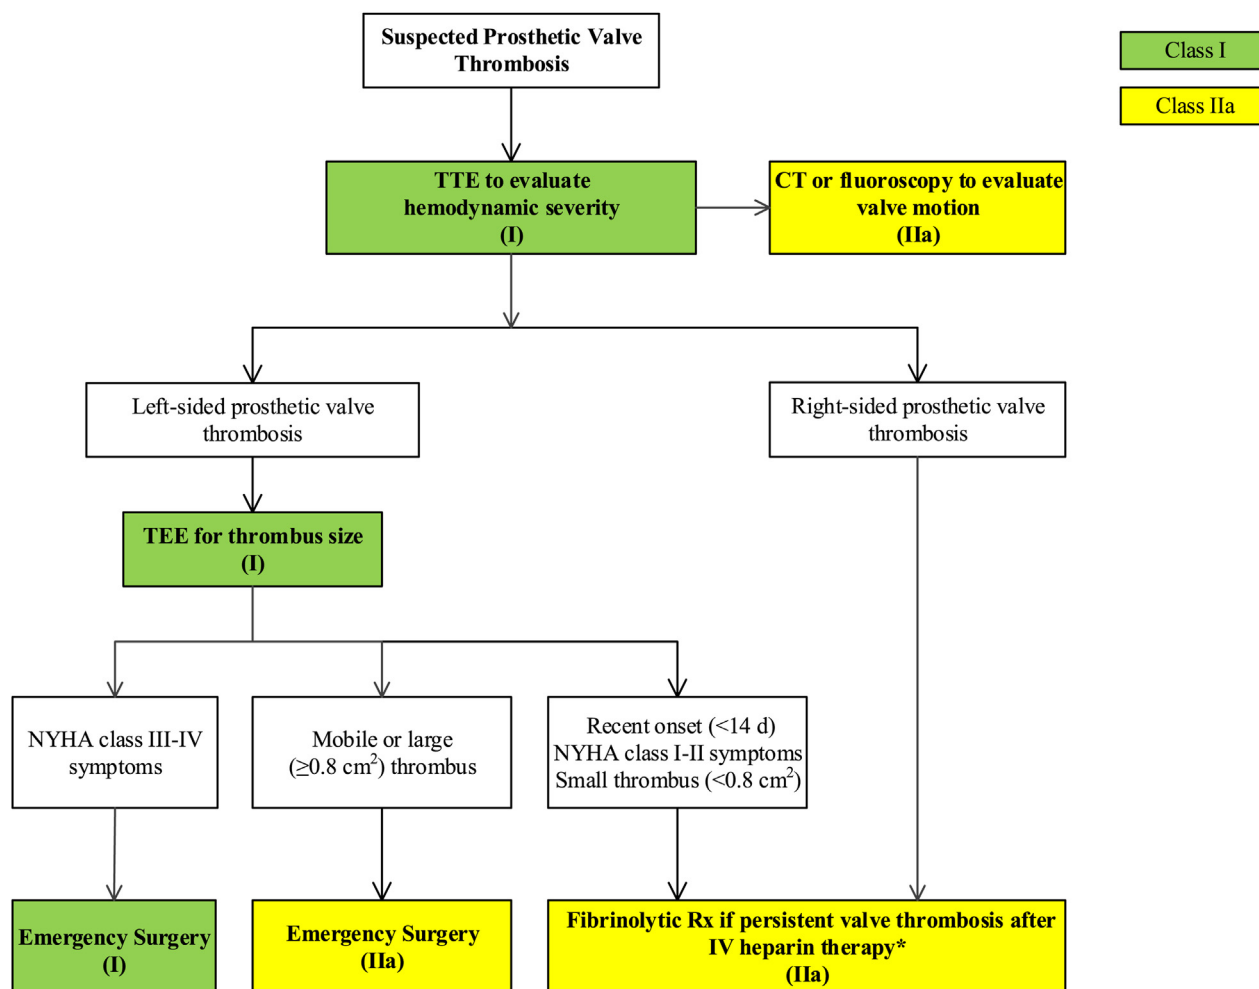 Suspected Prosthetic Valve
Thrombosis
Class I
Class IIa
TTE to evaluate
hemodynamic severity
(I)
CT or fluoroscopy to evaluate
valve motion
(IIa)
Left-sided prosthetic valve
thrombosis
Right-sided prosthetic valve
thrombosis
TEE for thrombus size
(I)
NYHA class III-IV
symptoms
Mobile or large
(≥0.8 cm²) thrombus
Recent onset (<14 d)
NYHA class I-II symptoms
Small thrombus (<0.8 cm²)
Emergency Surgery
(I)
Emergency Surgery
(IIa)
Fibrinolytic Rx if persistent valve thrombosis after
IV heparin therapy*
(IIa)